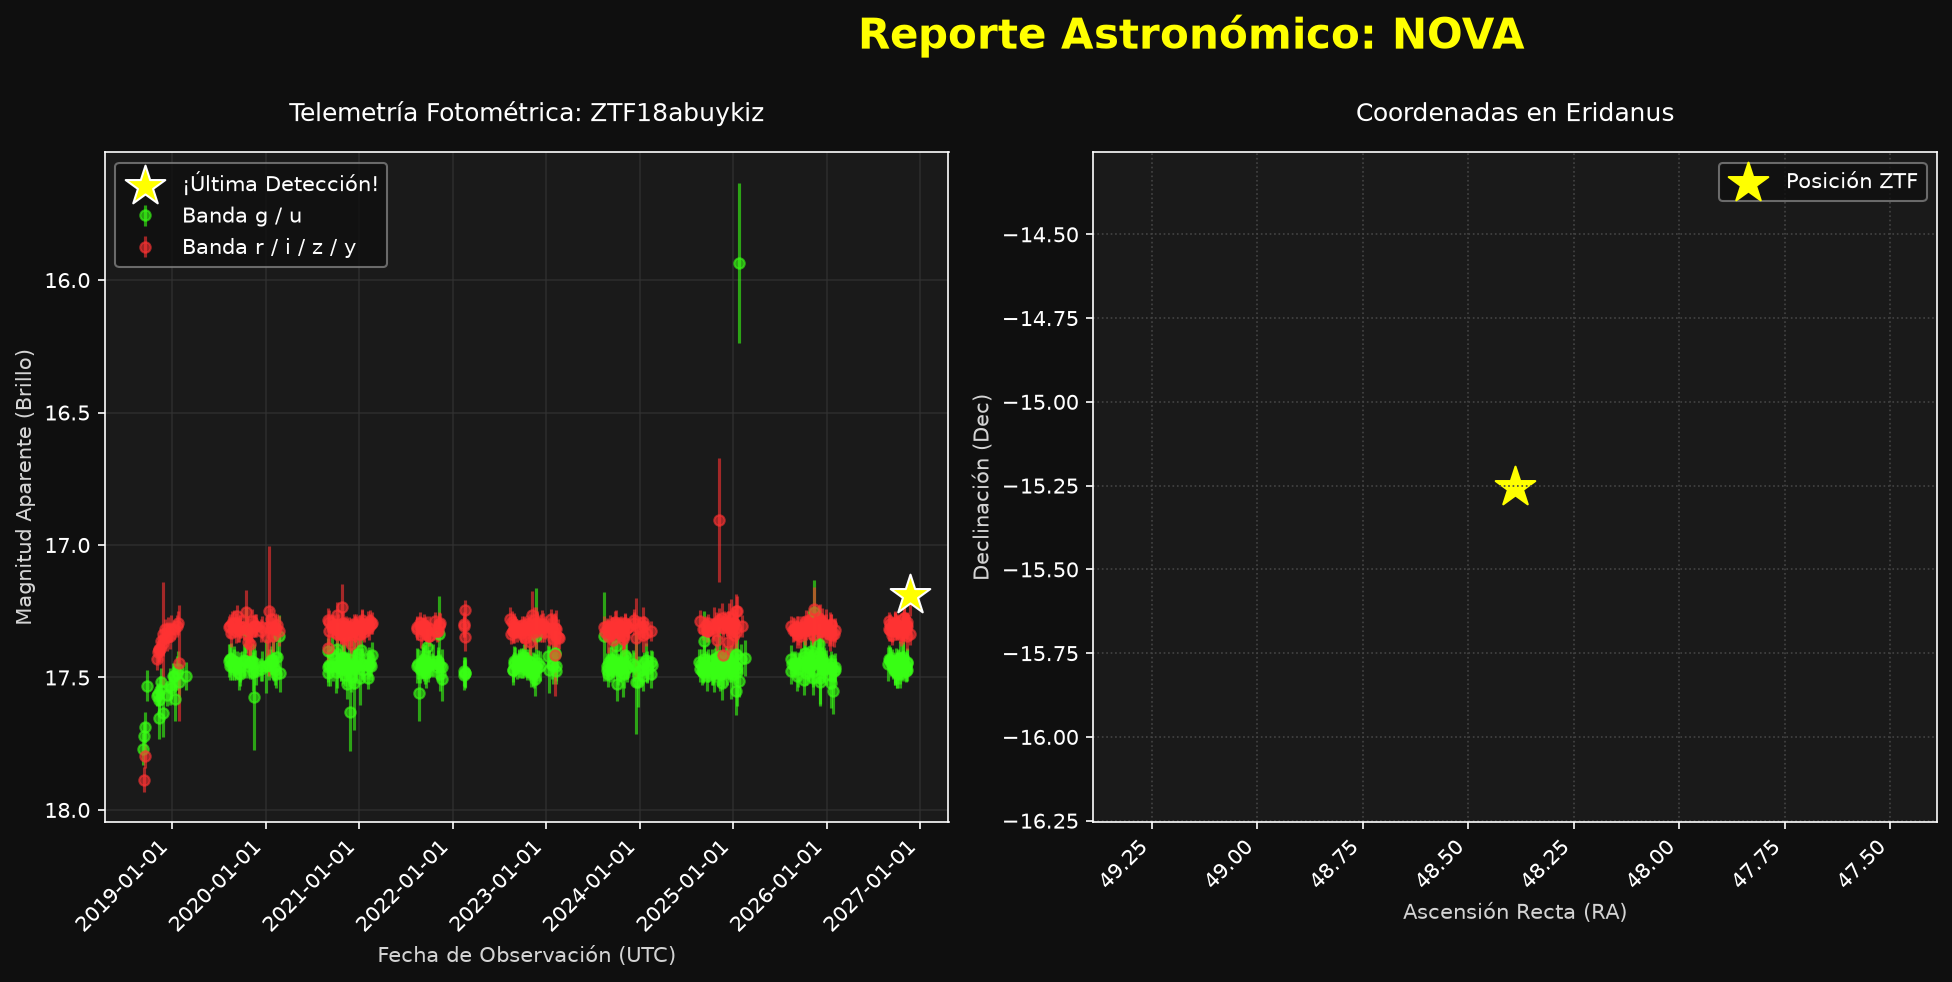 Reporte Astronómico: NOVA
Telemetría Fotométrica: ZTF18abuykiz
¡Última Detección!
Banda g / u
Banda r / i / z / y
Magnitud Aparente (Brillo)
16.0
16.5
17.0
17.5
18.0
2019-01-01
2020-01-01
2021-01-01
2022-01-01
2023-01-01
2024-01-01
2025-01-01
2026-01-01
2027-01-01
Fecha de Observación (UTC)
Coordenadas en Eridanus
Posición ZTF
Declinación (Dec)
−14.50
−14.75
−15.00
−15.25
−15.50
−15.75
−16.00
−16.25
49.25
49.00
48.75
48.50
48.25
48.00
47.75
47.50
Ascensión Recta (RA)